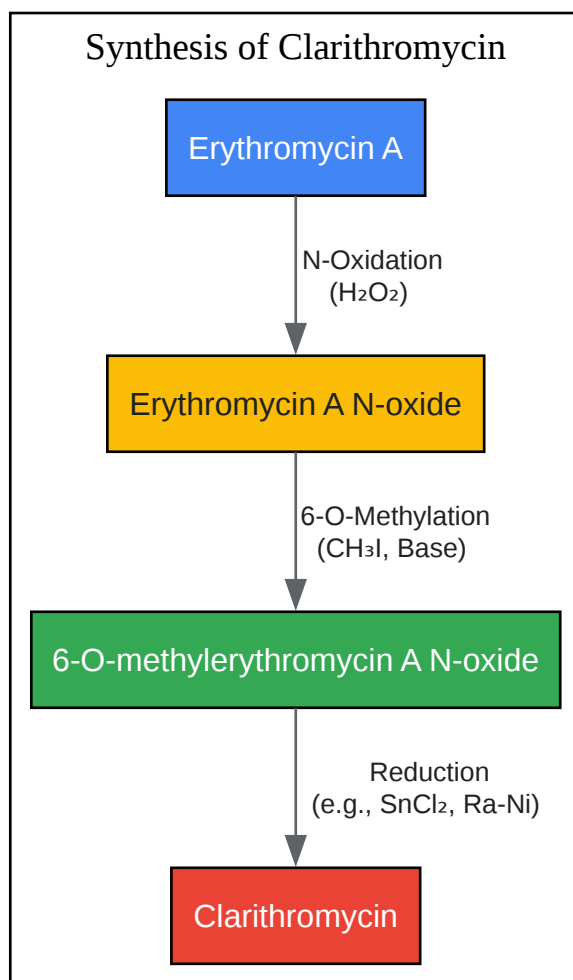 Synthesis of Clarithromycin
Erythromycin A
N-Oxidation
(H₂O₂)
Erythromycin A N-oxide
6-O-Methylation
(CH₃I, Base)
6-O-methylerythromycin A N-oxide
Reduction
(e.g., SnCl₂, Ra-Ni)
Clarithromycin